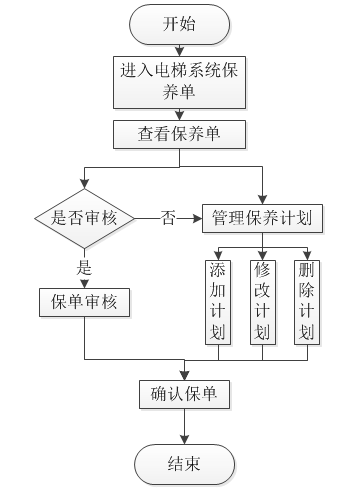 开始
进入电梯系统保
养单
查看保养单
是否审核
否
管理保养计划
是
添加计划
修改计划
删除计划
保单审核
确认保单
结束